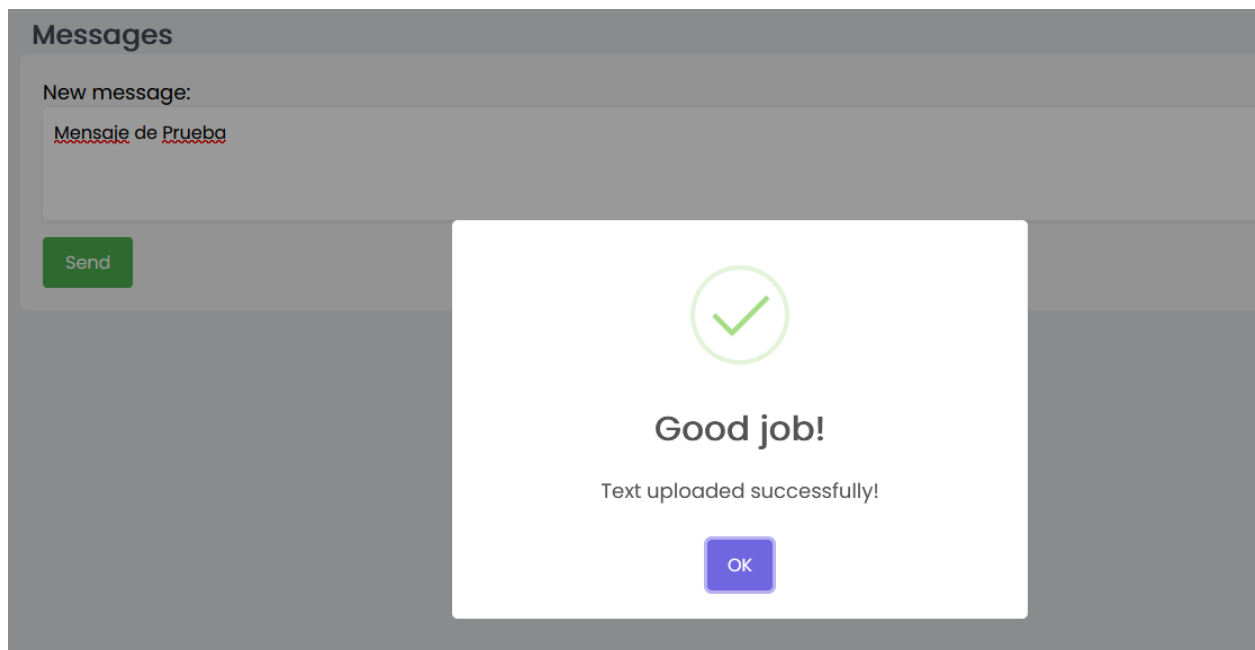 Messages
New message:
Mensaje de Prueba
Send
Good job!
Text uploaded successfully!
OK